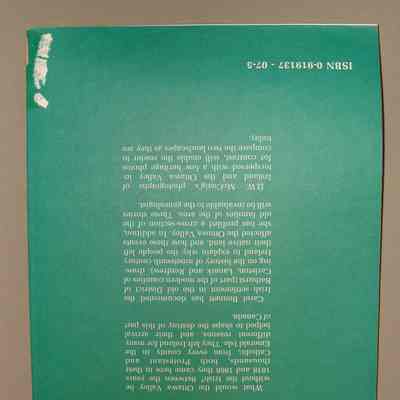 What would the Ottawa Valley be
without the Irish? Between the years
1818 and 1868 they came here in their
thousands, both Protestant and
Catholic, from every county in the
Emerald Isle. They left Ireland for many
different reasons, and their arrival
helped to shape the destiny of this part
of Canada.
Carol Bennett has documented the
Irish settlement in the old District of
Bathurst (part of the modern counties of
Carleton, Lanark and Renfrew), draw-
ing on the history of nineteenth century
Ireland to explain why the people left
their native land, and how these events
affected the Ottawa Valley. In addition,
she has profiled a cross-section of the
old families of the area. These stories
will be invaluable to the genealogist.
D.W. McCuaig's photographs of
Ireland and the Ottawa Valley in-
terspersed with a few heritage photos
for contrast, will enable the reader to
compare the two landscapes as they are
today.
ISBN 0-919137-07-5